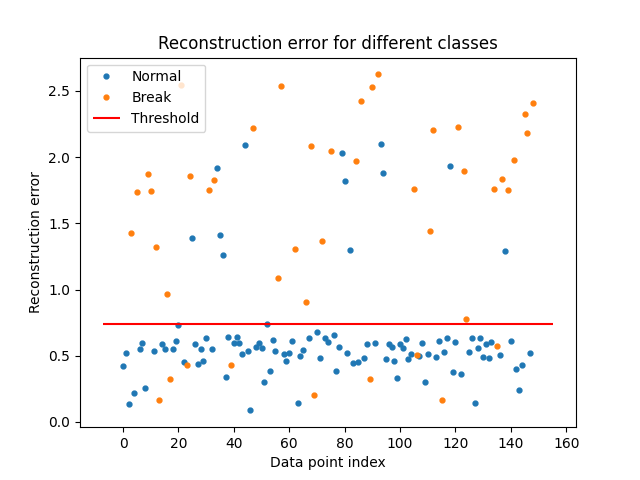 Reconstruction error for different classes
Normal
Break
Threshold
Reconstruction error
2.5
2.0
1.5
1.0
0.5
0.0
0 20 40 60 80 100 120 140 160
Data point index